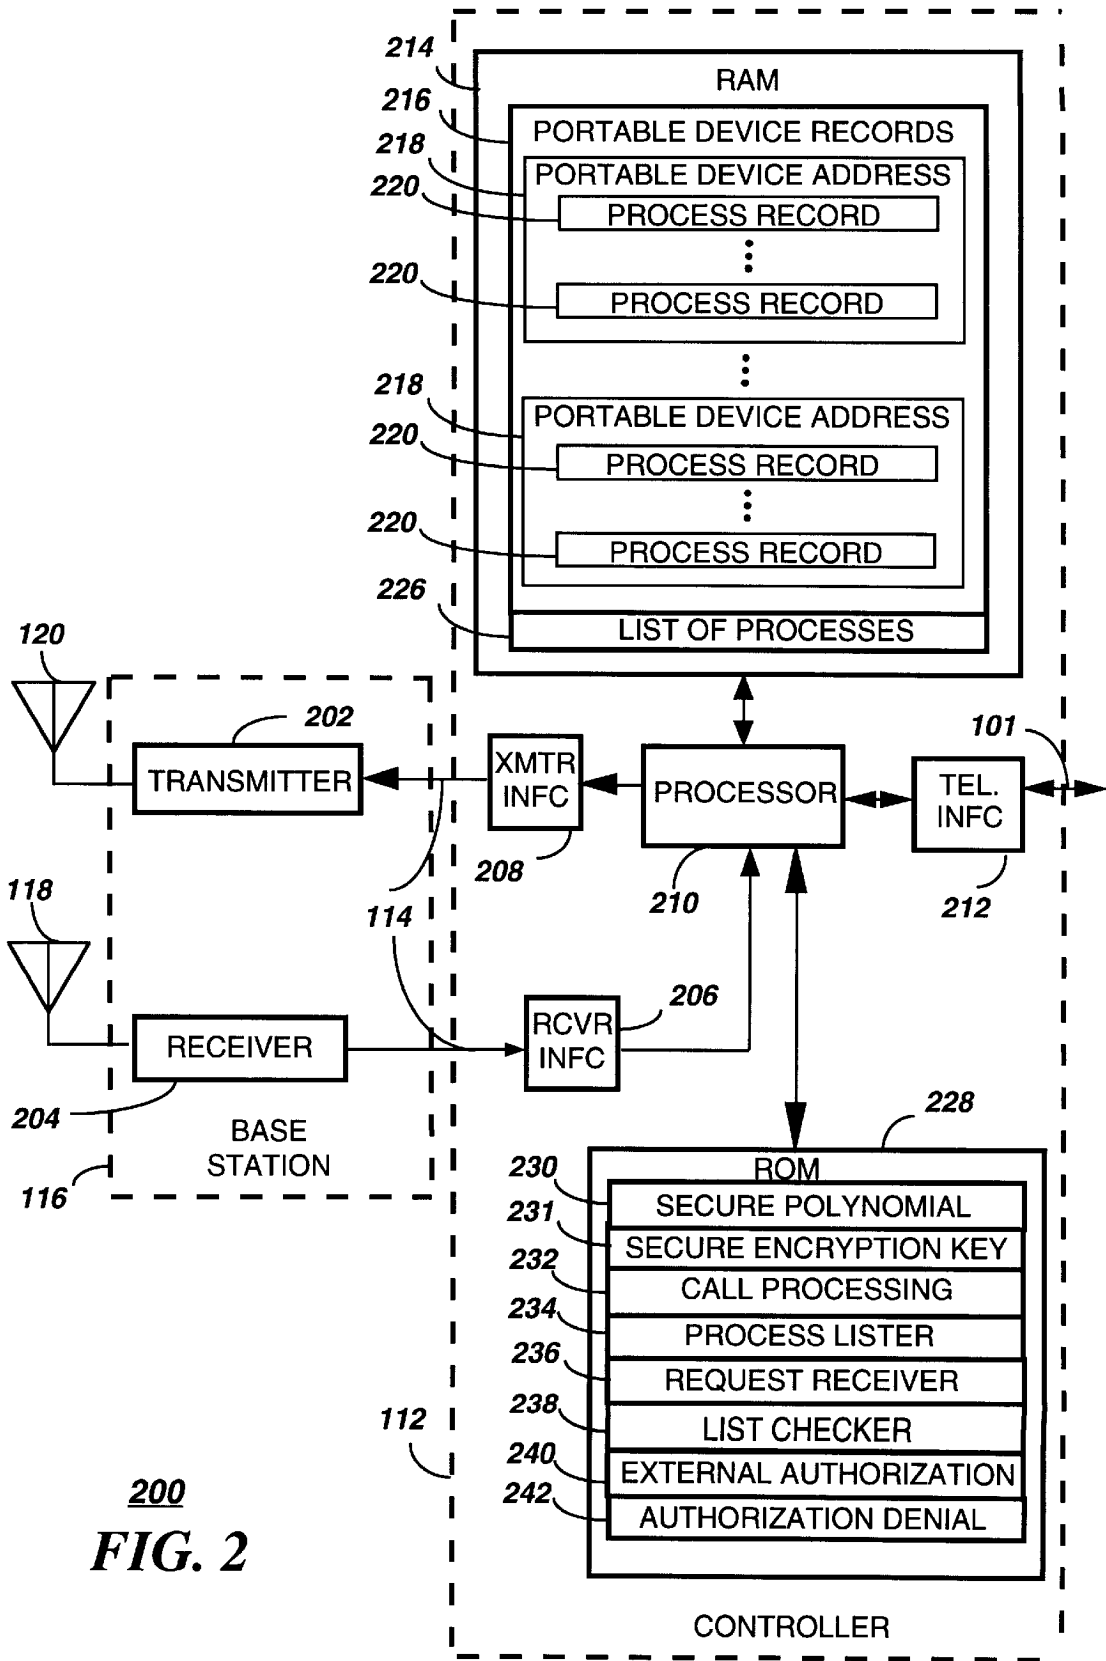 214
RAM
216
PORTABLE DEVICE RECORDS
218
PORTABLE DEVICE ADDRESS
220
PROCESS RECORD
220
PROCESS RECORD
218
PORTABLE DEVICE ADDRESS
220
PROCESS RECORD
220
PROCESS RECORD
226
LIST OF PROCESSES
120
202
TRANSMITTER
XMTR
INFC
208
PROCESSOR
210
101
TEL.
INFC
212
118
114
206
RCVR
INFC
RECEIVER
204
BASE
STATION
116
228
ROM
230
SECURE POLYNOMIAL
231
SECURE ENCRYPTION KEY
232
CALL PROCESSING
234
PROCESS LISTER
236
REQUEST RECEIVER
238
LIST CHECKER
240
EXTERNAL AUTHORIZATION
242
AUTHORIZATION DENIAL
112
CONTROLLER
200
FIG. 2